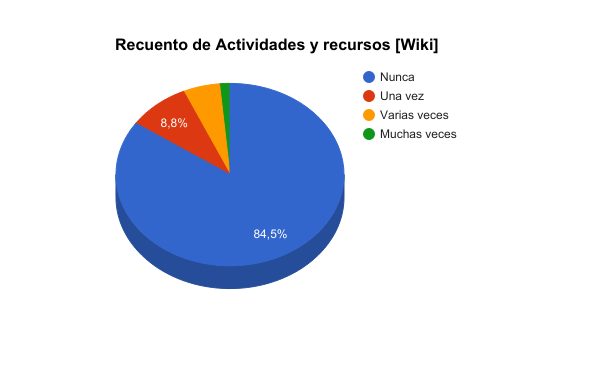 Recuento de Actividades y recursos [Wiki]
Nunca
Una vez
Varias veces
Muchas veces
8,8%
84,5%